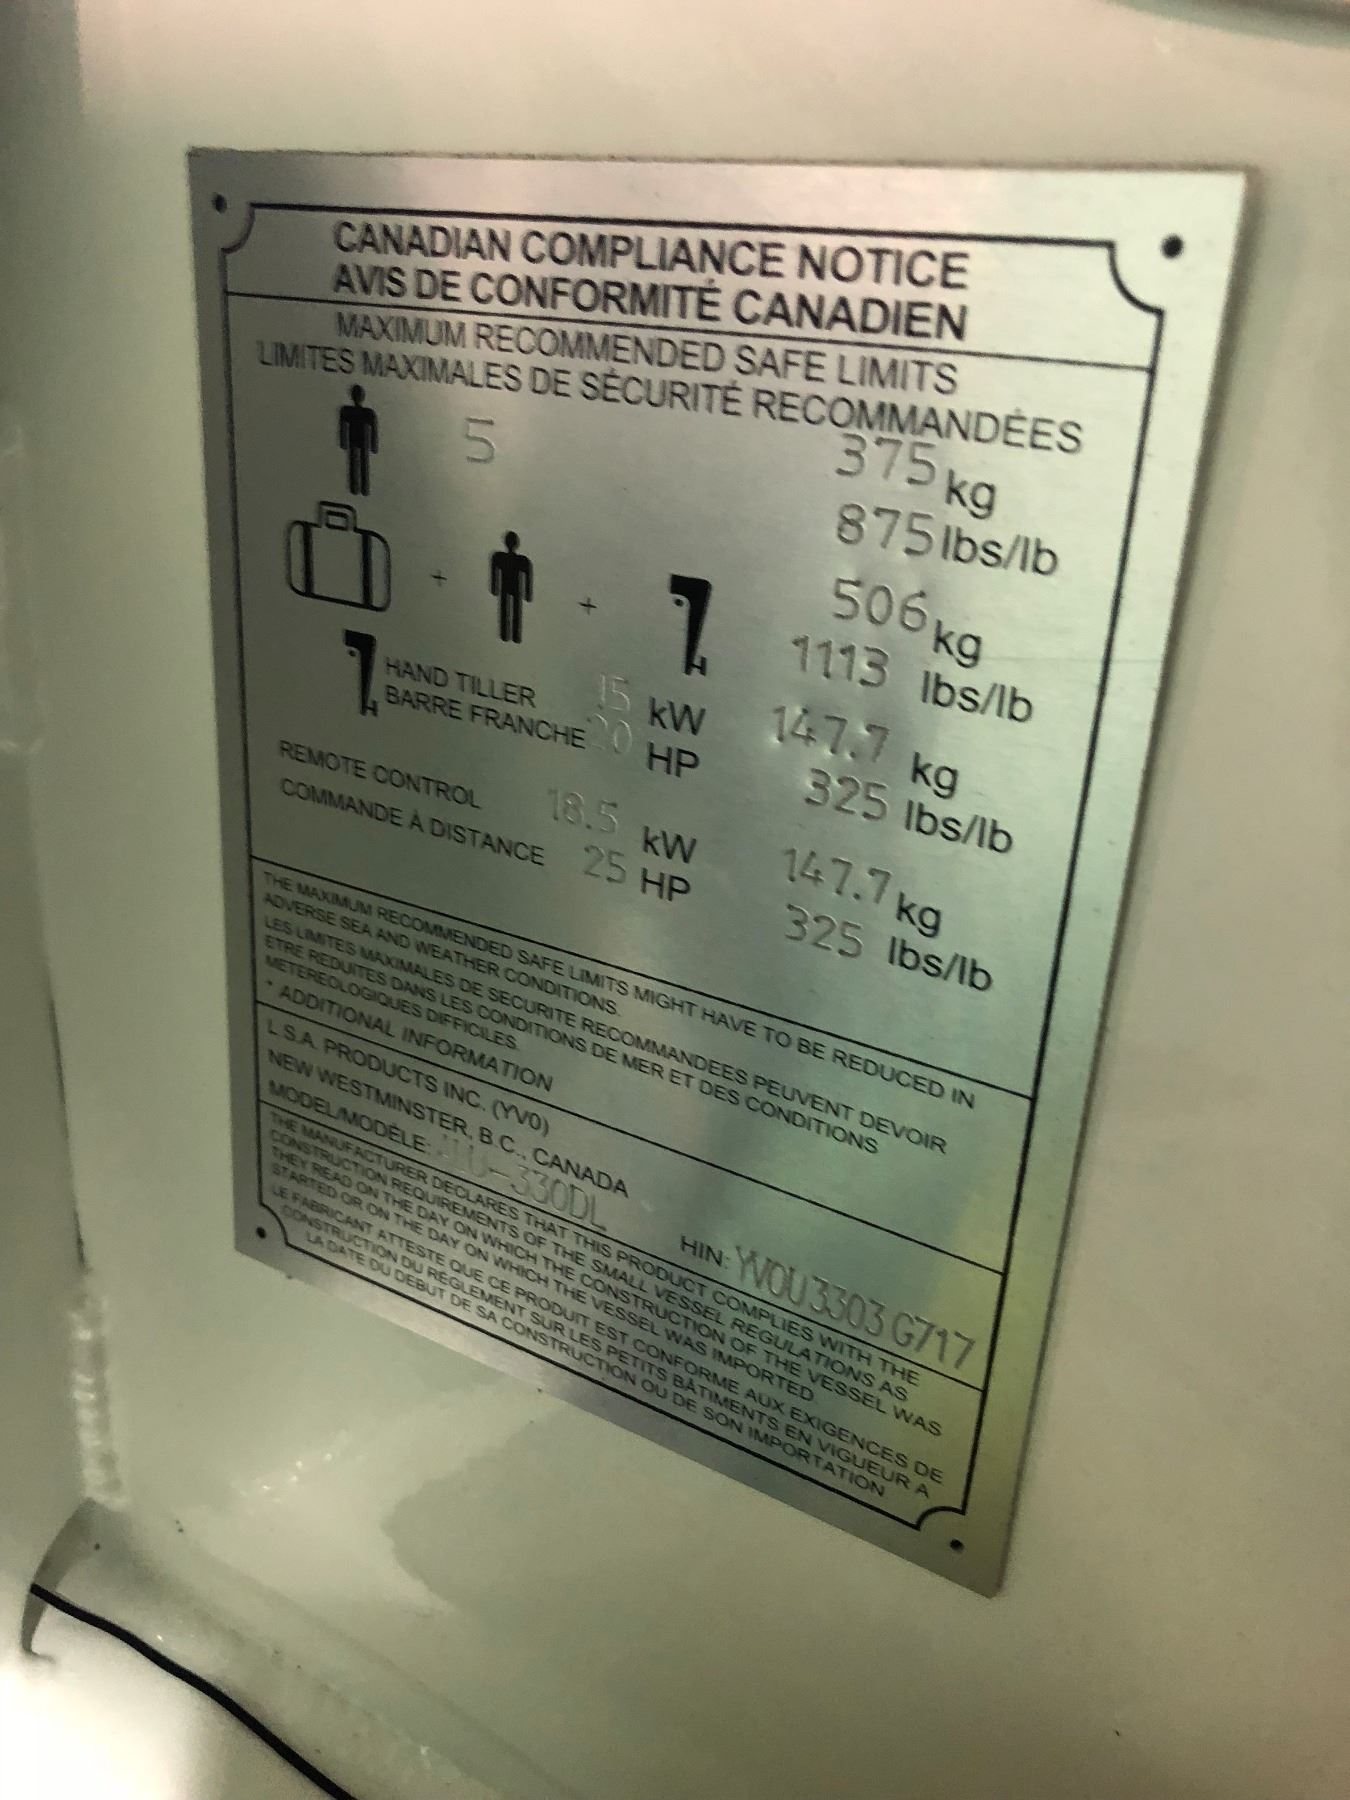 CANADIAN COMPLIANCE NOTICE
AVIS DE CONFORMITÉ CANADIEN
MAXIMUM RECOMMENDED SAFE LIMITS
LIMITES MAXIMALES DE SÉCURITÉ RECOMMANDÉES
5 375 kg
875 lbs/lb
+ + 506 kg
1113 lbs/lb
HAND TILLER 15 kW 147.7 kg
BARRE FRANCHE 20 HP 325 lbs/lb
REMOTE CONTROL 18.5 kW 147.7 kg
COMMANDE À DISTANCE 25 HP 325 lbs/lb
THE MAXIMUM RECOMMENDED SAFE LIMITS MIGHT HAVE TO BE REDUCED IN
ADVERSE SEA AND WEATHER CONDITIONS.
LES LIMITES MAXIMALES DE SECURITE RECOMMANDEES PEUVENT DEVOIR
ETRE REDUITES DANS LES CONDITIONS DE MER ET DES CONDITIONS
METEREOLOGIQUES DIFFICILES.
* ADDITIONAL INFORMATION
L.S.A. PRODUCTS INC. (YV0)
NEW WESTMINSTER, B.C., CANADA
MODEL/MODÈLE: -330DL HIN: YV0U3303G717
THE MANUFACTURER DECLARES THAT THIS PRODUCT COMPLIES WITH THE
CONSTRUCTION REQUIREMENTS OF THE SMALL VESSEL REGULATIONS AS
THEY READ ON THE DAY ON WHICH THE CONSTRUCTION OF THE VESSEL WAS
STARTED OR ON THE DAY ON WHICH THE VESSEL WAS IMPORTED.
LE FABRICANT ATTESTE QUE CE PRODUIT EST CONFORME AUX EXIGENCES DE
CONSTRUCTION DU RÈGLEMENT SUR LES PETITS BÂTIMENTS EN VIGUEUR A
LA DATE DU DEBUT DE SA CONSTRUCTION OU DE SON IMPORTATION